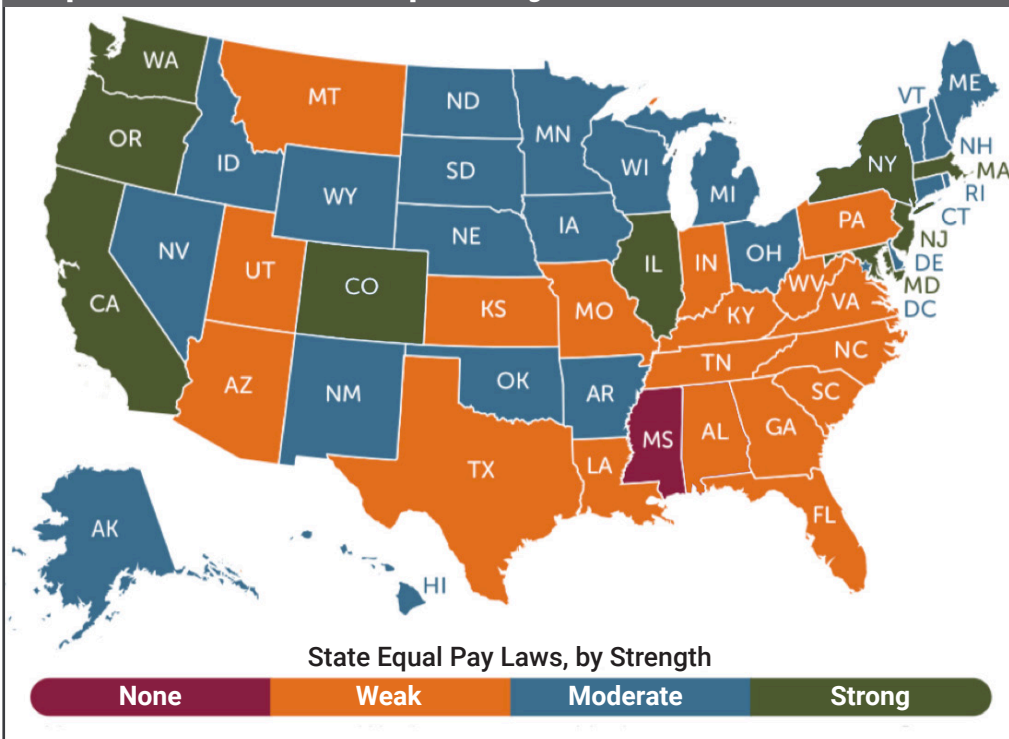 WA
MT
ND
VT
ME
OR
MN
ID
SD
WI
NY
NH
MA
WY
MI
RI
CT
NV
NE
IA
PA
NJ
UT
IL
IN
OH
DE
CO
MD
CA
KS
MO
WV
VA
DC
KY
NC
TN
AZ
NM
OK
AR
SC
MS
AL
GA
TX
LA
FL
AK
HI
State Equal Pay Laws, by Strength
None Weak Moderate Strong